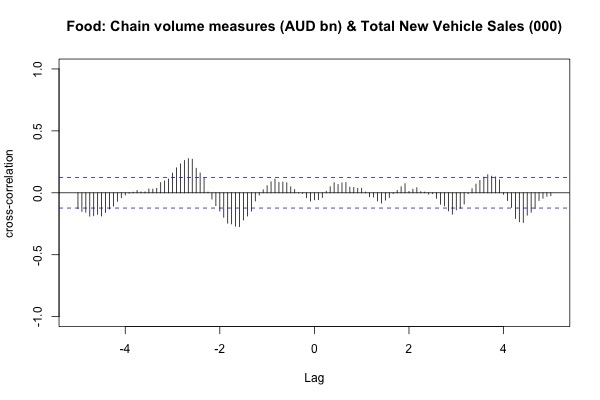 Food: Chain volume measures (AUD bn) & Total New Vehicle Sales (000)
1.0
0.5
0.0
-0.5
-1.0
cross-correlation
-4 -2 0 2 4
Lag